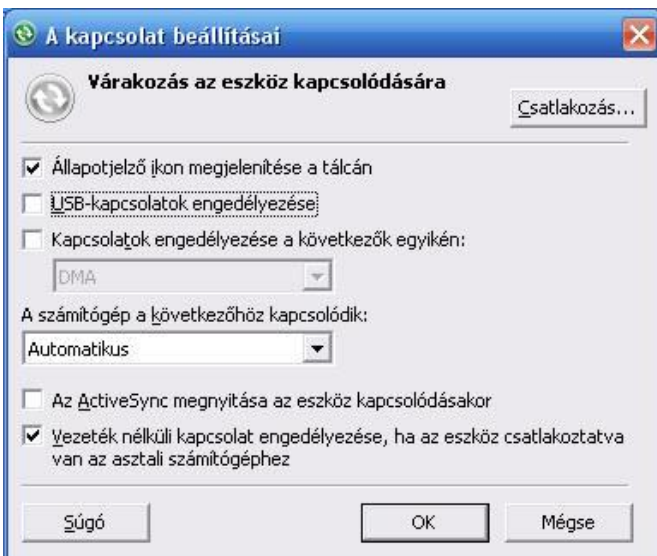 A kapcsolat beállításai
Várakozás az eszköz kapcsolódására
Csatlakozás...
Állapotjelző ikon megjelenítése a tálcán
USB-kapcsolatok engedélyezése
Kapcsolatok engedélyezése a következők egyikén:
DMA
A számítógép a következőhöz kapcsolódik:
Automatikus
Az ActiveSync megnyitása az eszköz kapcsolódásakor
Vezeték nélküli kapcsolat engedélyezése, ha az eszköz csatlakoztatva
van az asztali számítógéphez
Súgó
OK
Mégse